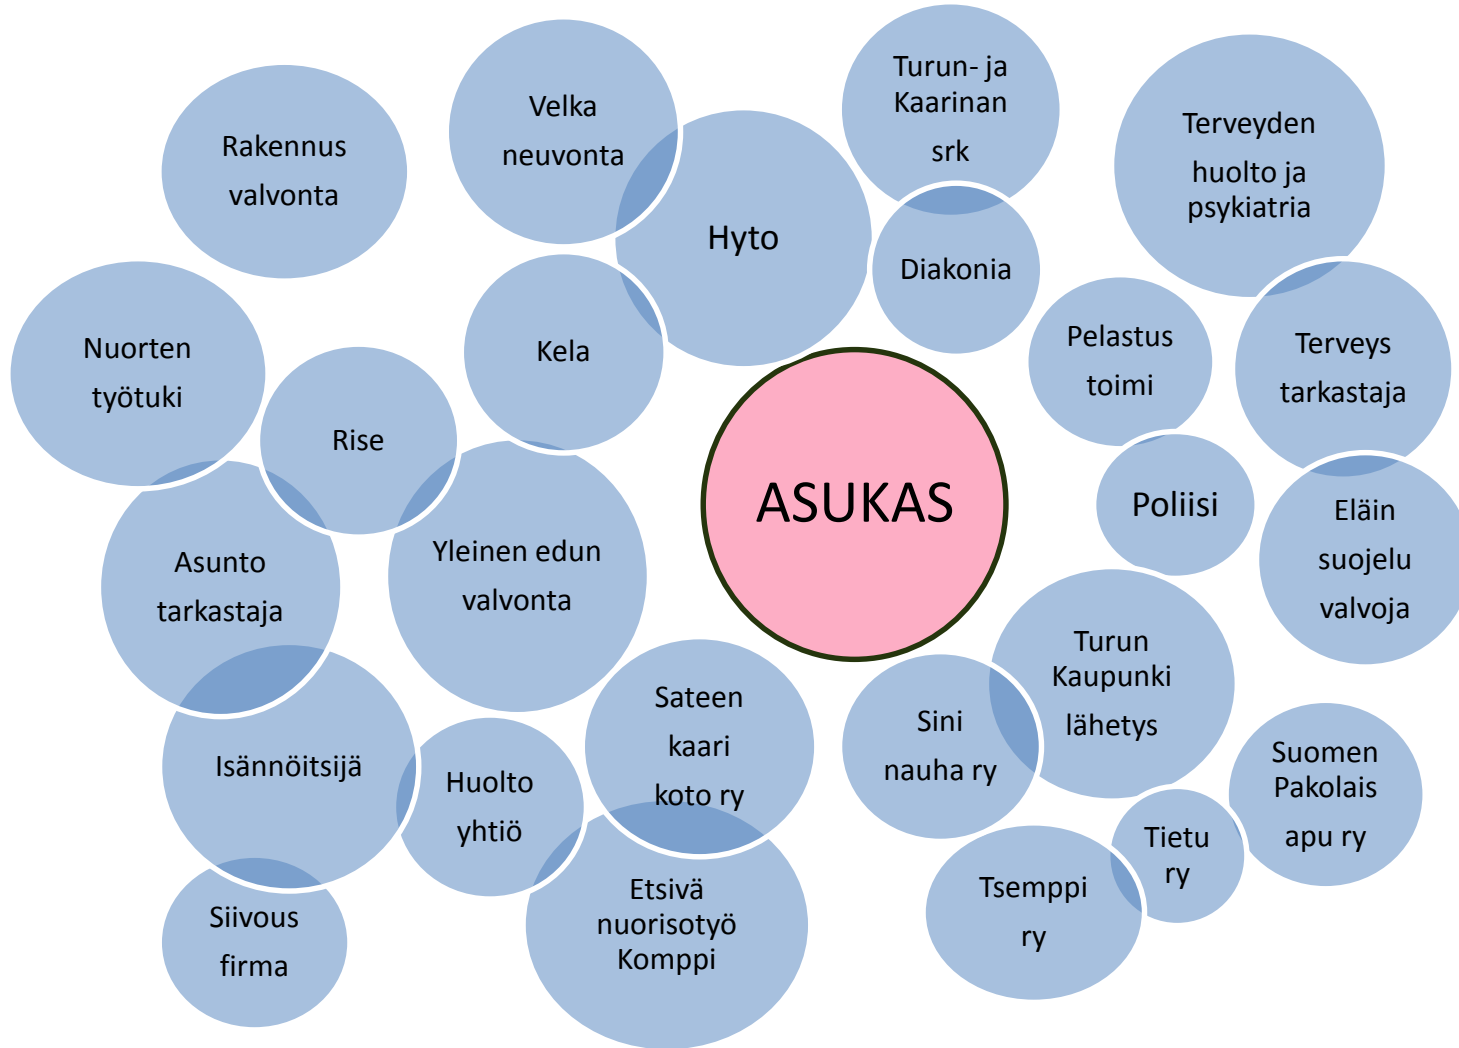 Turun- ja
Kaarinan
srk
Velka
neuvonta
Rakennus
valvonta
Terveyden
huolto ja
psykiatria
Hyto
Diakonia
Nuorten
työtuki
Kela
Pelastus
toimi
Terveys
tarkastaja
Rise
ASUKAS
Poliisi
Eläin
suojelu
valvoja
Asunto
tarkastaja
Yleinen edun
valvonta
Turun
Kaupunki
lähetys
Sateen
kaari
koto ry
Sini
nauha ry
Isännöitsijä
Huolto
yhtiö
Suomen
Pakolais
apu ry
Tietu
ry
Tsemppi
ry
Etsivä
nuorisotyö
Komppi
Siivous
firma